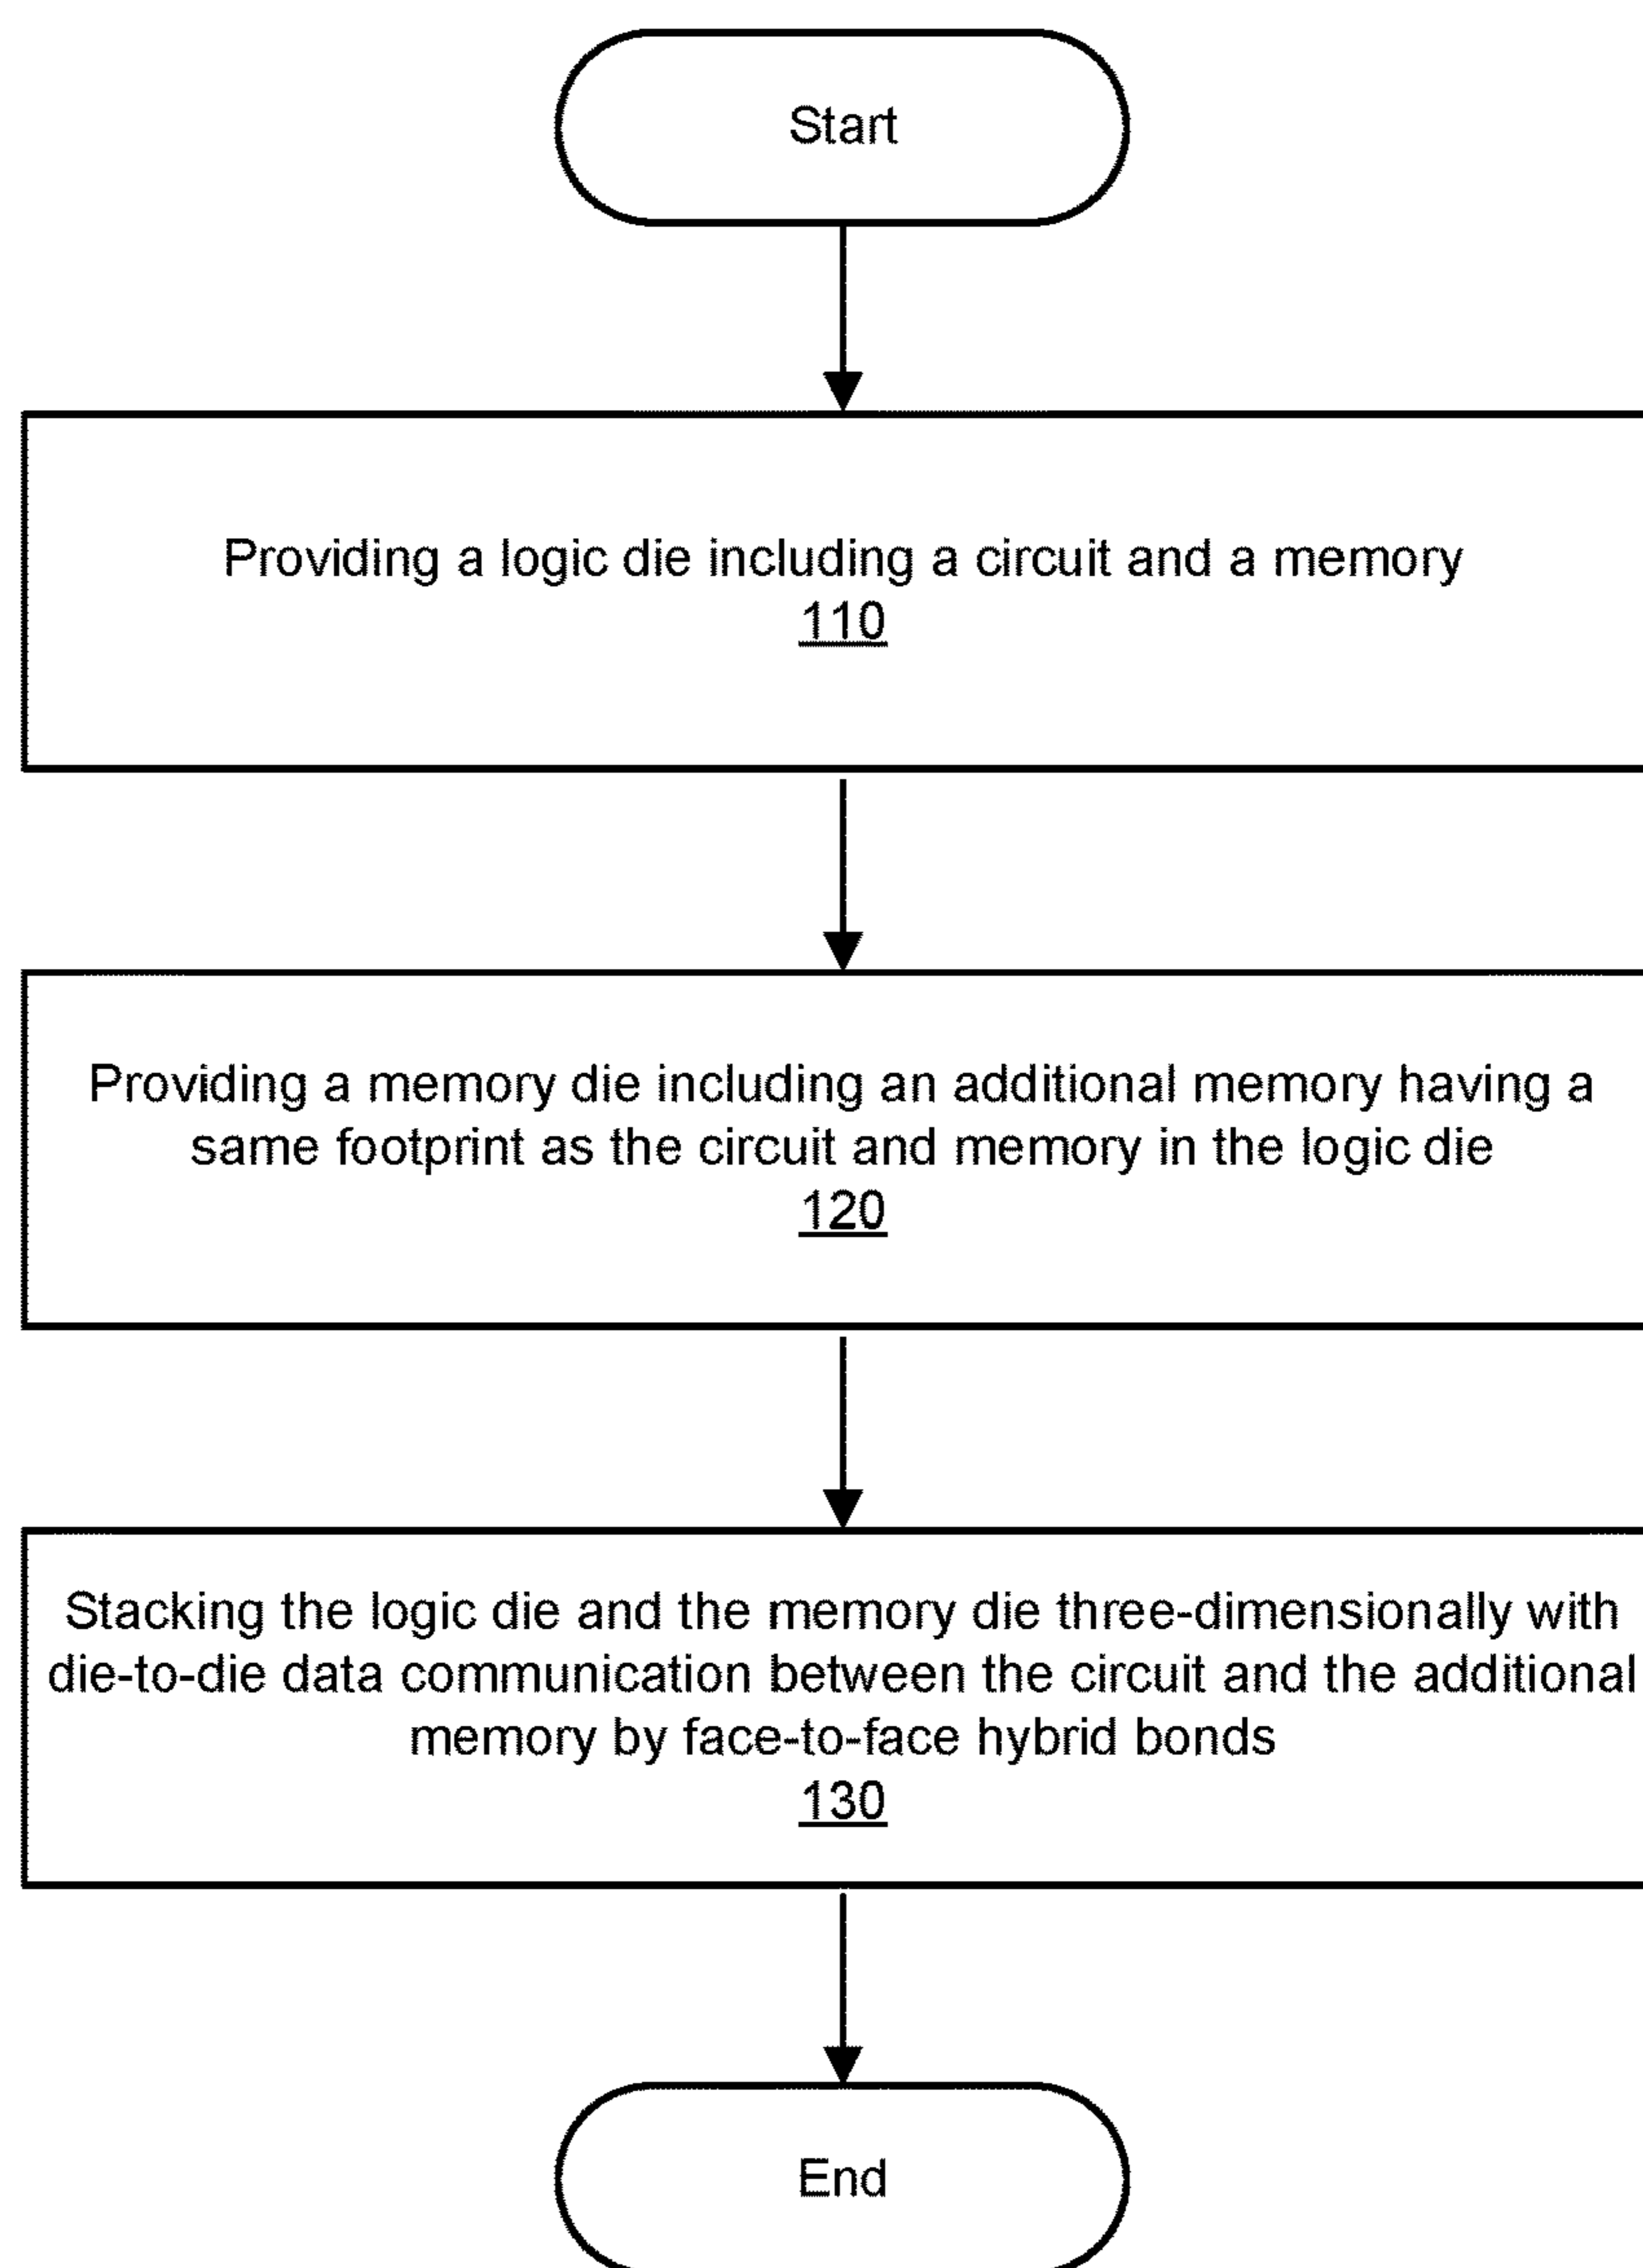 Start
Providing a logic die including a circuit and a memory
110
Providing a memory die including an additional memory having a
same footprint as the circuit and memory in the logic die
120
Stacking the logic die and the memory die three-dimensionally with
die-to-die data communication between the circuit and the additional
memory by face-to-face hybrid bonds
130
End